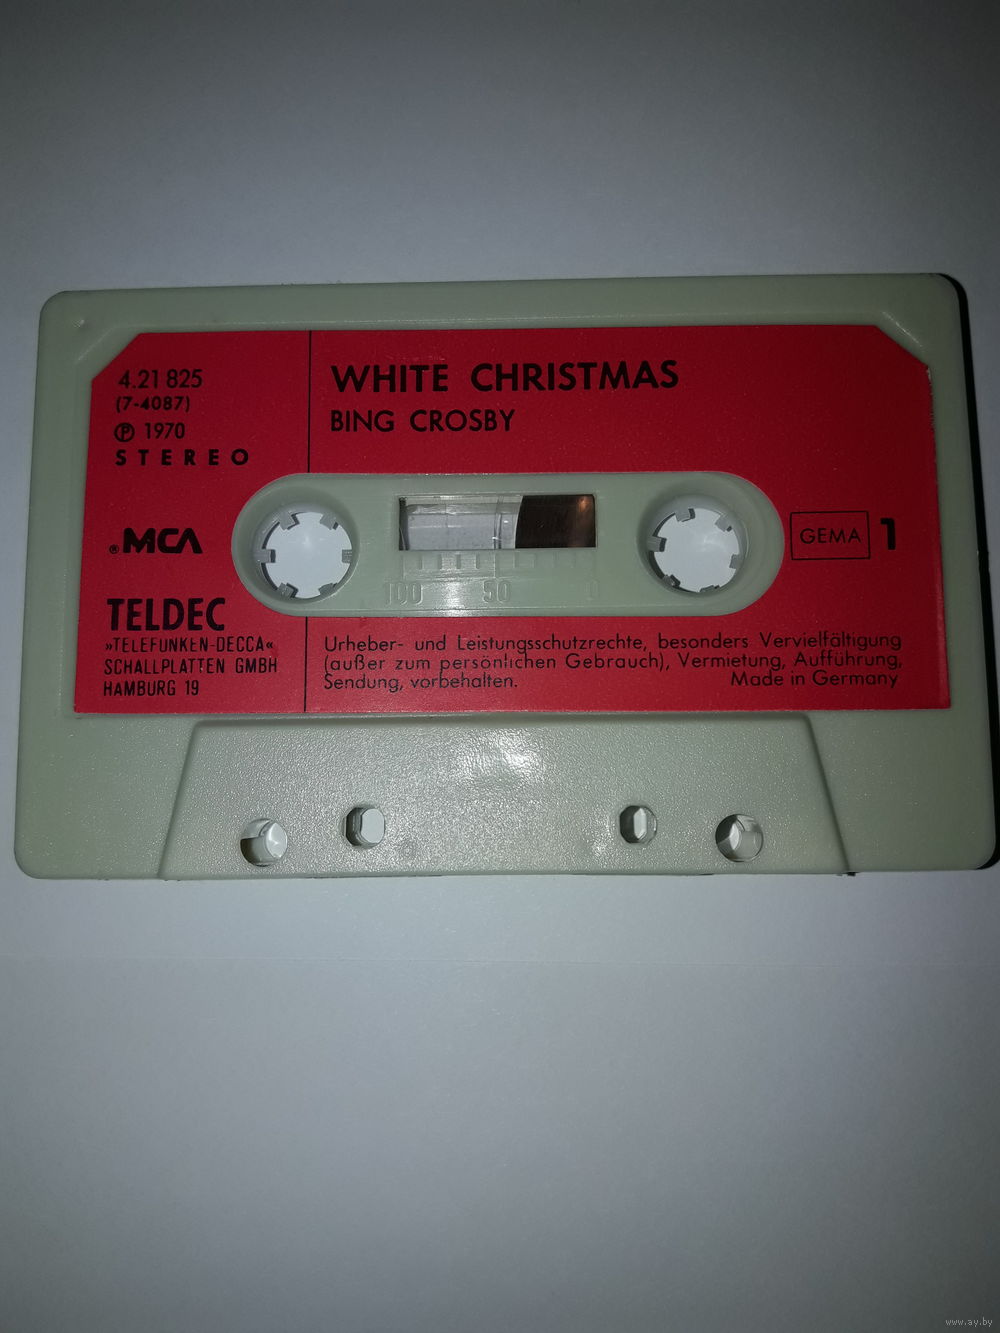 4.21 825
(7-4087)
Ⓟ 1970
STEREO
WHITE CHRISTMAS
BING CROSBY
® MCA
GEMA 1
100 50 0
TELDEC
»TELEFUNKEN-DECCA«
SCHALLPLATTEN GMBH
HAMBURG 19
Urheber- und Leistungsschutzrechte, besonders Vervielfältigung
(außer zum persönlichen Gebrauch), Vermietung, Aufführung,
Sendung, vorbehalten. Made in Germany
www.ay.by